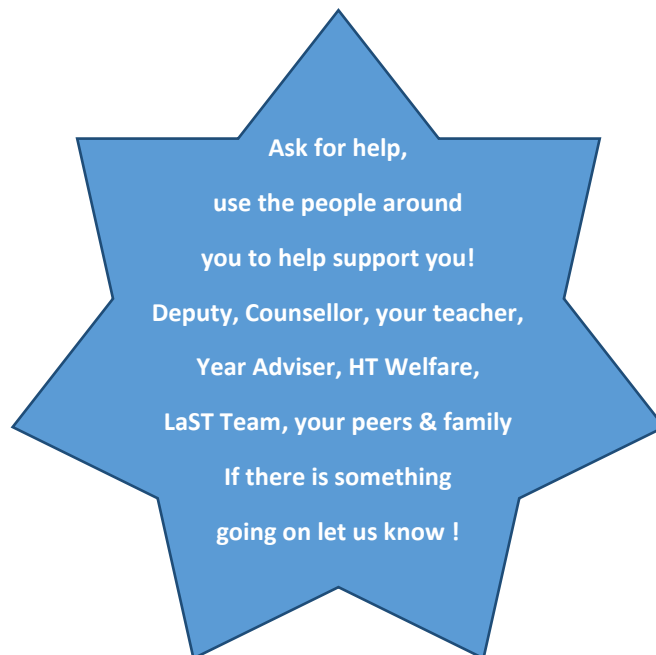 Ask for help,
use the people around
you to help support you!
Deputy, Counsellor, your teacher,
Year Adviser, HT Welfare,
LaST Team, your peers & family
If there is something
going on let us know !